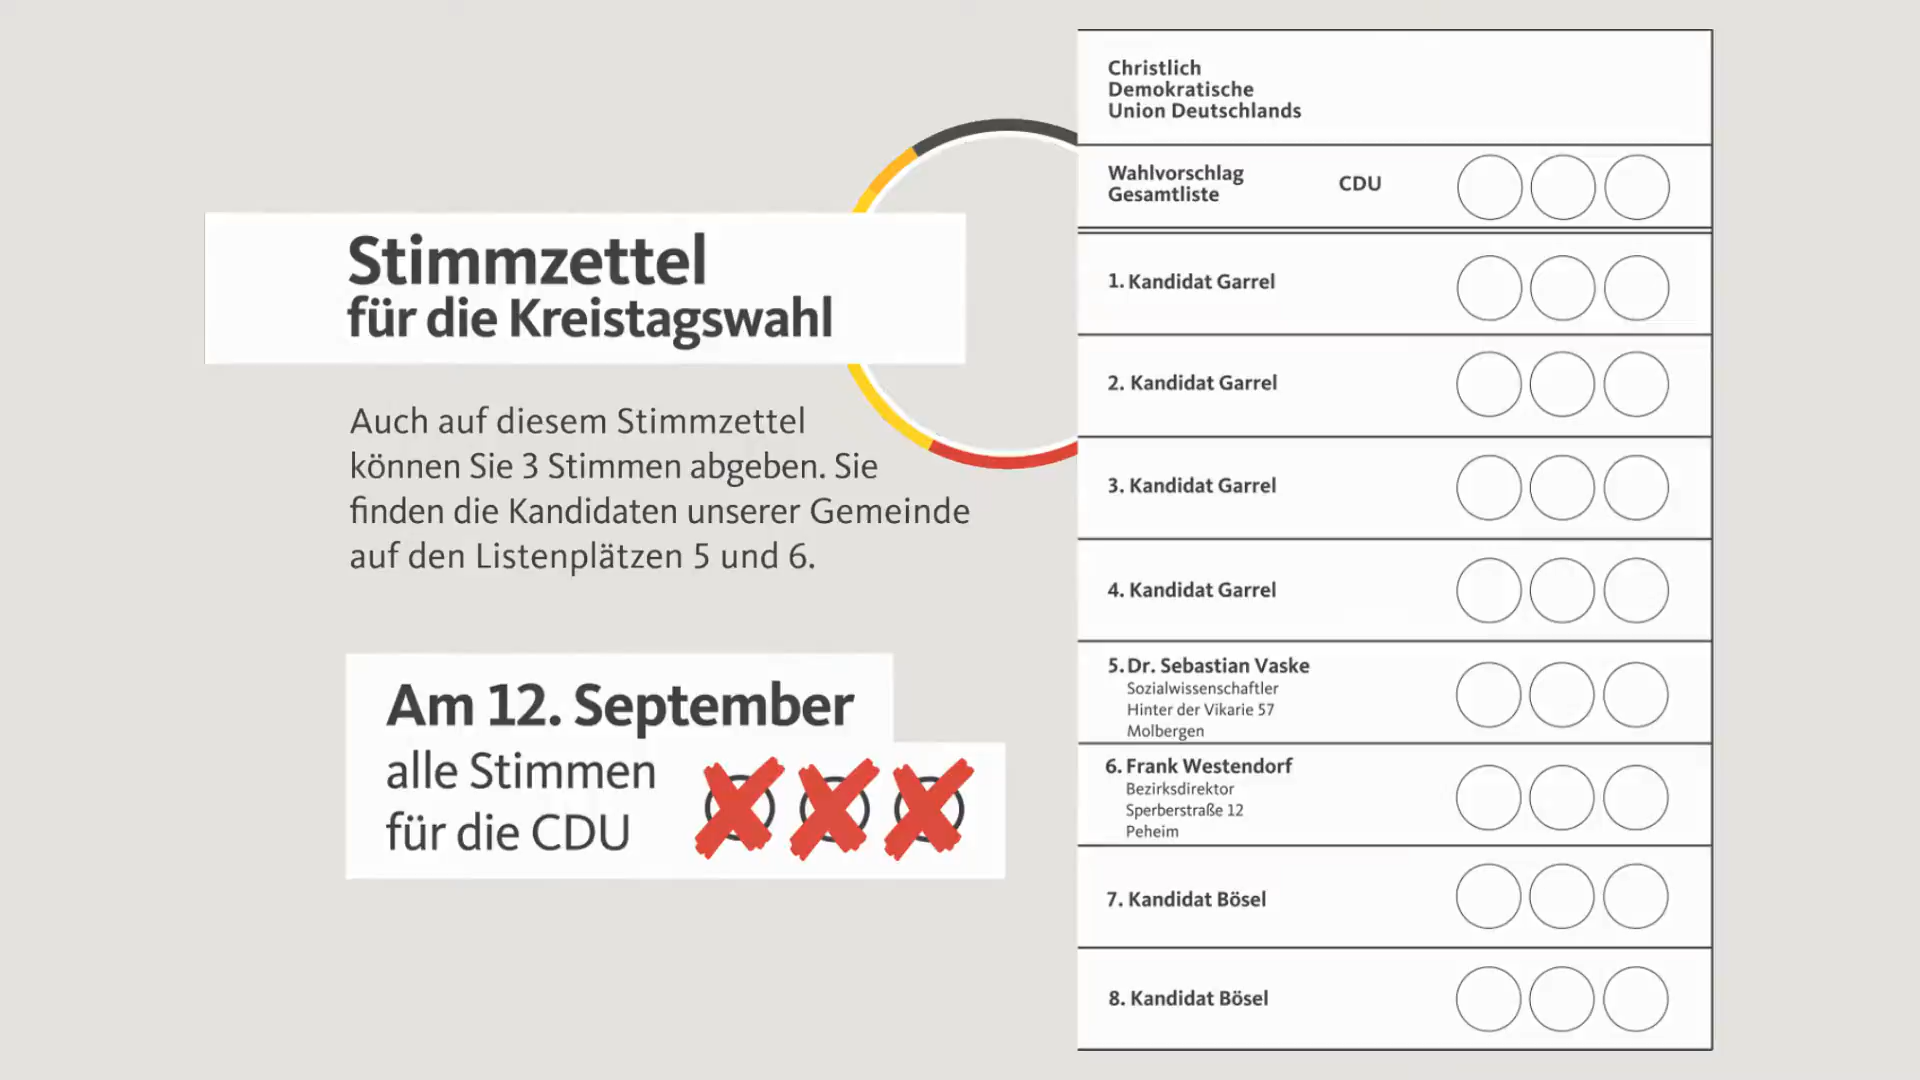 Stimmzettel
für die Kreistagswahl
Auch auf diesem Stimmzettel
können Sie 3 Stimmen abgeben. Sie
finden die Kandidaten unserer Gemeinde
auf den Listenplätzen 5 und 6.
Am 12. September
alle Stimmen
für die CDU
Christlich
Demokratische
Union Deutschlands
Wahlvorschlag CDU
Gesamtliste
1. Kandidat Garrel
2. Kandidat Garrel
3. Kandidat Garrel
4. Kandidat Garrel
5. Dr. Sebastian Vaske
Sozialwissenschaftler
Hinter der Vikarie 57
Molbergen
6. Frank Westendorf
Bezirksdirektor
Sperberstraße 12
Peheim
7. Kandidat Bösel
8. Kandidat Bösel